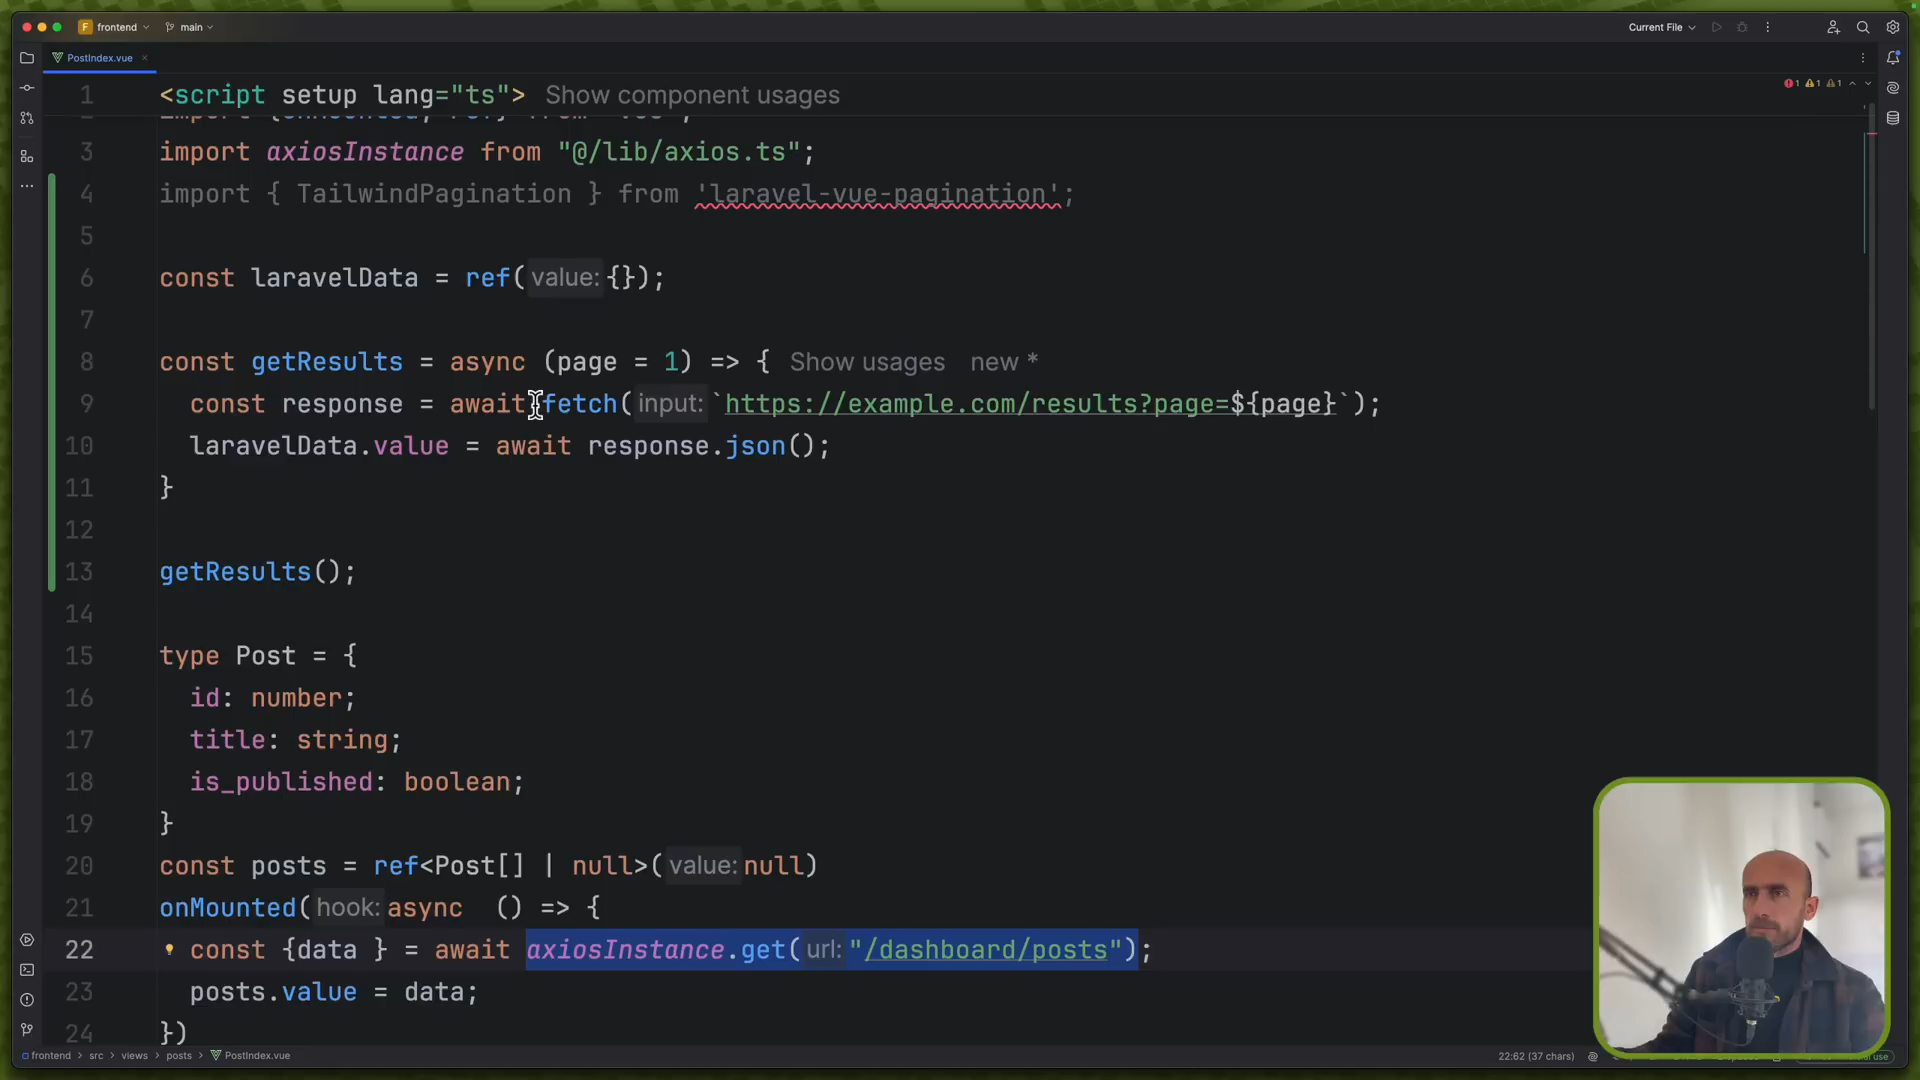 F frontend main
Current File
PostIndex.vue
1 <script setup lang="ts"> Show component usages
1 1 1
3 import axiosInstance from "@/lib/axios.ts";
4 import { TailwindPagination } from 'laravel-vue-pagination';
5
6 const laravelData = ref( value: {});
7
8 const getResults = async (page = 1) => { Show usages new *
9 const response = await fetch( input: `https://example.com/results?page=${page}`);
10 laravelData.value = await response.json();
11 }
12
13 getResults();
14
15 type Post = {
16 id: number;
17 title: string;
18 is_published: boolean;
19 }
20 const posts = ref<Post[] | null>( value: null)
21 onMounted( hook: async () => {
22 const {data } = await axiosInstance.get( url: "/dashboard/posts");
23 posts.value = data;
24 })
frontend > src > views > posts > PostIndex.vue
22:62 (37 chars)